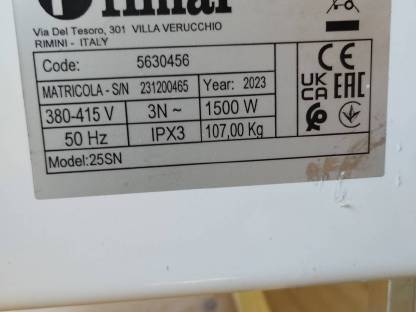 Via Del Tesoro, 301 VILLA VERUCCHIO
RIMINI - ITALY
Code: 5630456
MATRICOLA - S/N 231200465 Year: 2023
380-415 V 3N ~ 1500 W
50 Hz IPX3 107,00 Kg
Model:25SN
CE
UK CA EAC